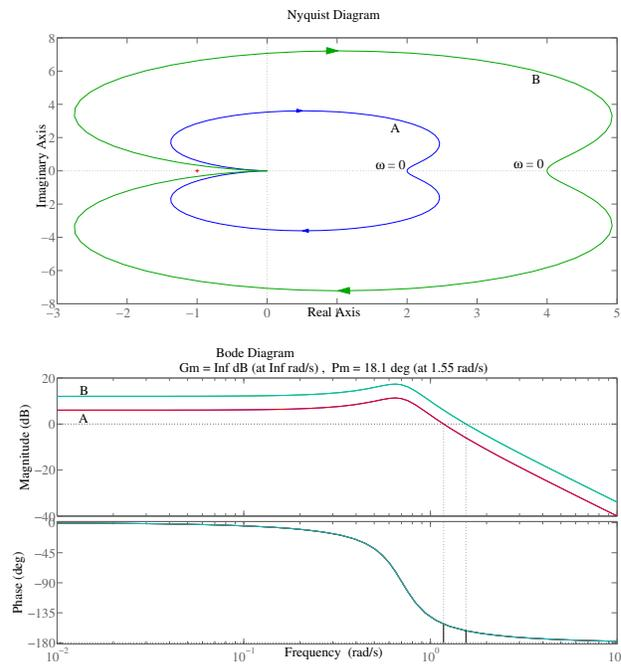 Nyquist Diagram
8
6
4
2
0
−2
−4
−6
−8
Imaginary Axis
B
A
ω = 0
ω = 0
−3 −2 −1 0 1 2 3 4 5
Real Axis
Bode Diagram
Gm = Inf dB (at Inf rad/s) , Pm = 18.1 deg (at 1.55 rad/s)
20
0
−20
−40
Magnitude (dB)
B
A
0
−45
−90
−135
−180
Phase (deg)
10−2 10−1 100 10
Frequency (rad/s)